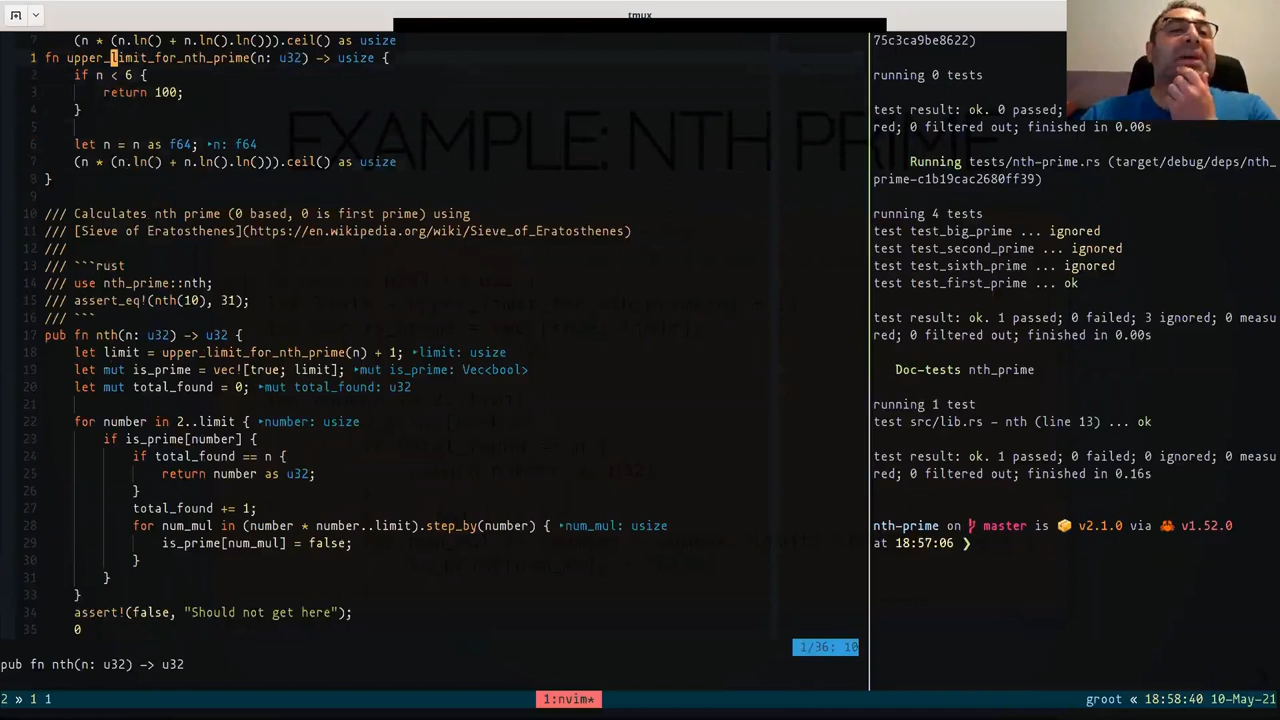 tmux
7 (n * (n.ln() + n.ln().ln())).ceil() as usize
1 fn upper_limit_for_nth_prime(n: u32) -> usize {
2 if n < 6 {
3 return 100;
4 }
5
6 let n = n as f64; ‣n: f64
7 (n * (n.ln() + n.ln().ln())).ceil() as usize
8 }
9
10 /// Calculates nth prime (0 based, 0 is first prime) using
11 /// [Sieve of Eratosthenes](https://en.wikipedia.org/wiki/Sieve_of_Eratosthenes)
12 ///
13 /// ```rust
14 /// use nth_prime::nth;
15 /// assert_eq!(nth(10), 31);
16 /// ```
17 pub fn nth(n: u32) -> u32 {
18 let limit = upper_limit_for_nth_prime(n) + 1; ‣limit: usize
19 let mut is_prime = vec![true; limit]; ‣mut is_prime: Vec<bool>
20 let mut total_found = 0; ‣mut total_found: u32
21
22 for number in 2..limit { ‣number: usize
23 if is_prime[number] {
24 if total_found == n {
25 return number as u32;
26 }
27 total_found += 1;
28 for num_mul in (number * number..limit).step_by(number) { ‣num_mul: usize
29 is_prime[num_mul] = false;
30 }
31 }
33 }
34 assert!(false, "Should not get here");
35 0
1/36: 10
pub fn nth(n: u32) -> u32
EXAMPLE: NTH PRIME
75c3ca9be8622)
running 0 tests
test result: ok. 0 passed;
red; 0 filtered out; finished in 0.00s
Running tests/nth-prime.rs (target/debug/deps/nth_
prime-c1b19cac2680ff39)
running 4 tests
test test_big_prime ... ignored
test test_second_prime ... ignored
test test_sixth_prime ... ignored
test test_first_prime ... ok
test result: ok. 1 passed; 0 failed; 3 ignored; 0 measu
red; 0 filtered out; finished in 0.00s
Doc-tests nth_prime
running 1 test
test src/lib.rs - nth (line 13) ... ok
test result: ok. 1 passed; 0 failed; 0 ignored; 0 measu
red; 0 filtered out; finished in 0.16s
nth-prime on master is 📦 v2.1.0 via 🦀 v1.52.0
at 18:57:06 ❯
2 » 1 1
1:nvim*
groot « 18:58:40 10-May-21